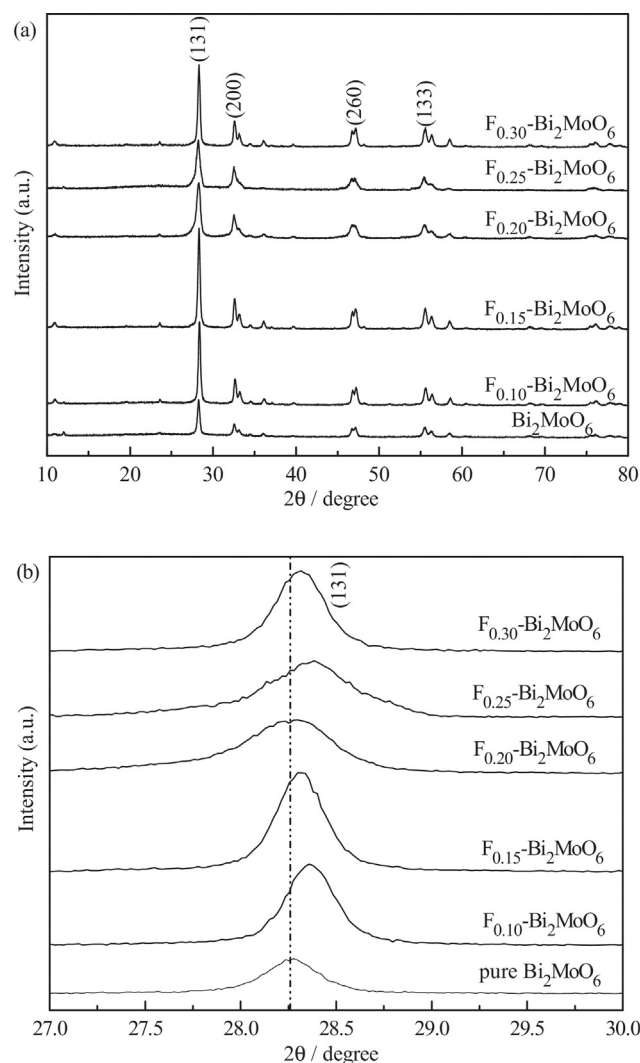 (a)
(131)
(200)
(260)
(133)
F0.30-Bi2MoO6
F0.25-Bi2MoO6
F0.20-Bi2MoO6
F0.15-Bi2MoO6
F0.10-Bi2MoO6
Bi2MoO6
Intensity (a.u.)
10 20 30 40 50 60 70 80
2θ / degree
(b)
(131)
F0.30-Bi2MoO6
F0.25-Bi2MoO6
F0.20-Bi2MoO6
F0.15-Bi2MoO6
F0.10-Bi2MoO6
pure Bi2MoO6
Intensity (a.u.)
27.0 27.5 28.0 28.5 29.0 29.5 30.0
2θ / degree